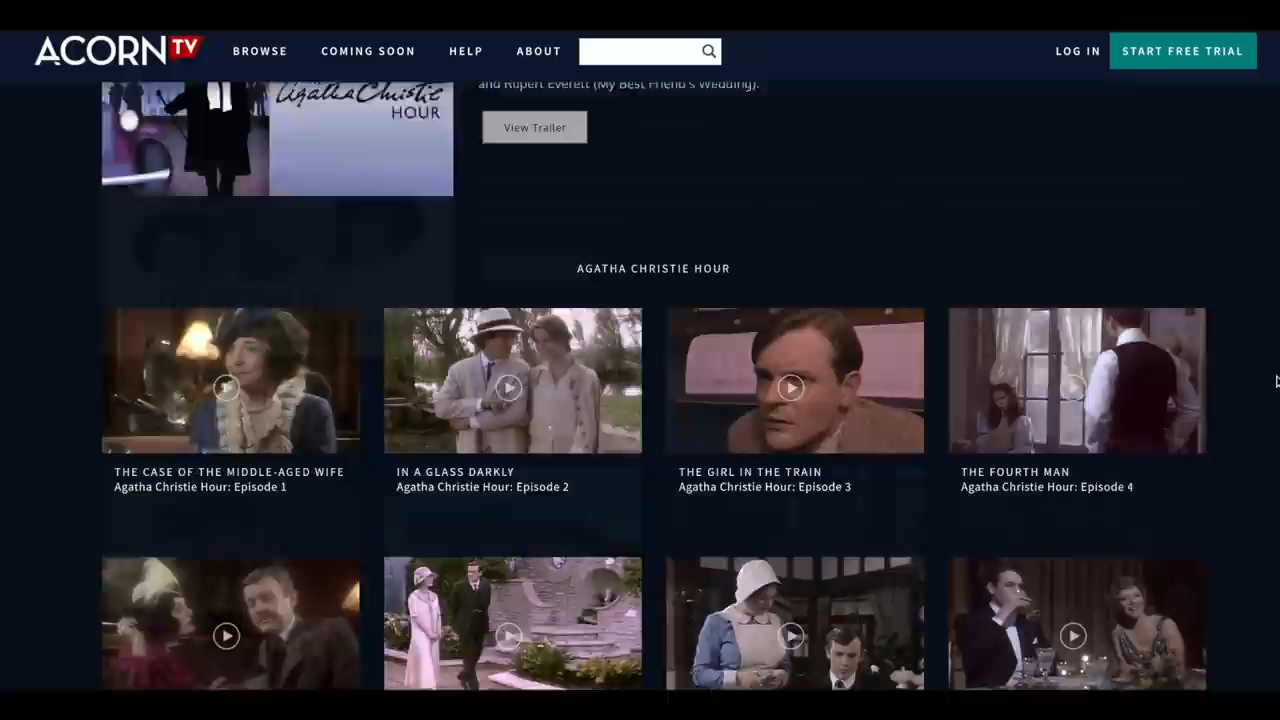 ACORN TV BROWSE COMING SOON HELP ABOUT LOG IN START FREE TRIAL
and Rupert Everett (My Best Friend's Wedding).
Agatha Christie
HOUR
View Trailer
AGATHA CHRISTIE HOUR
THE CASE OF THE MIDDLE-AGED WIFE
Agatha Christie Hour: Episode 1
IN A GLASS DARKLY
Agatha Christie Hour: Episode 2
THE GIRL IN THE TRAIN
Agatha Christie Hour: Episode 3
THE FOURTH MAN
Agatha Christie Hour: Episode 4